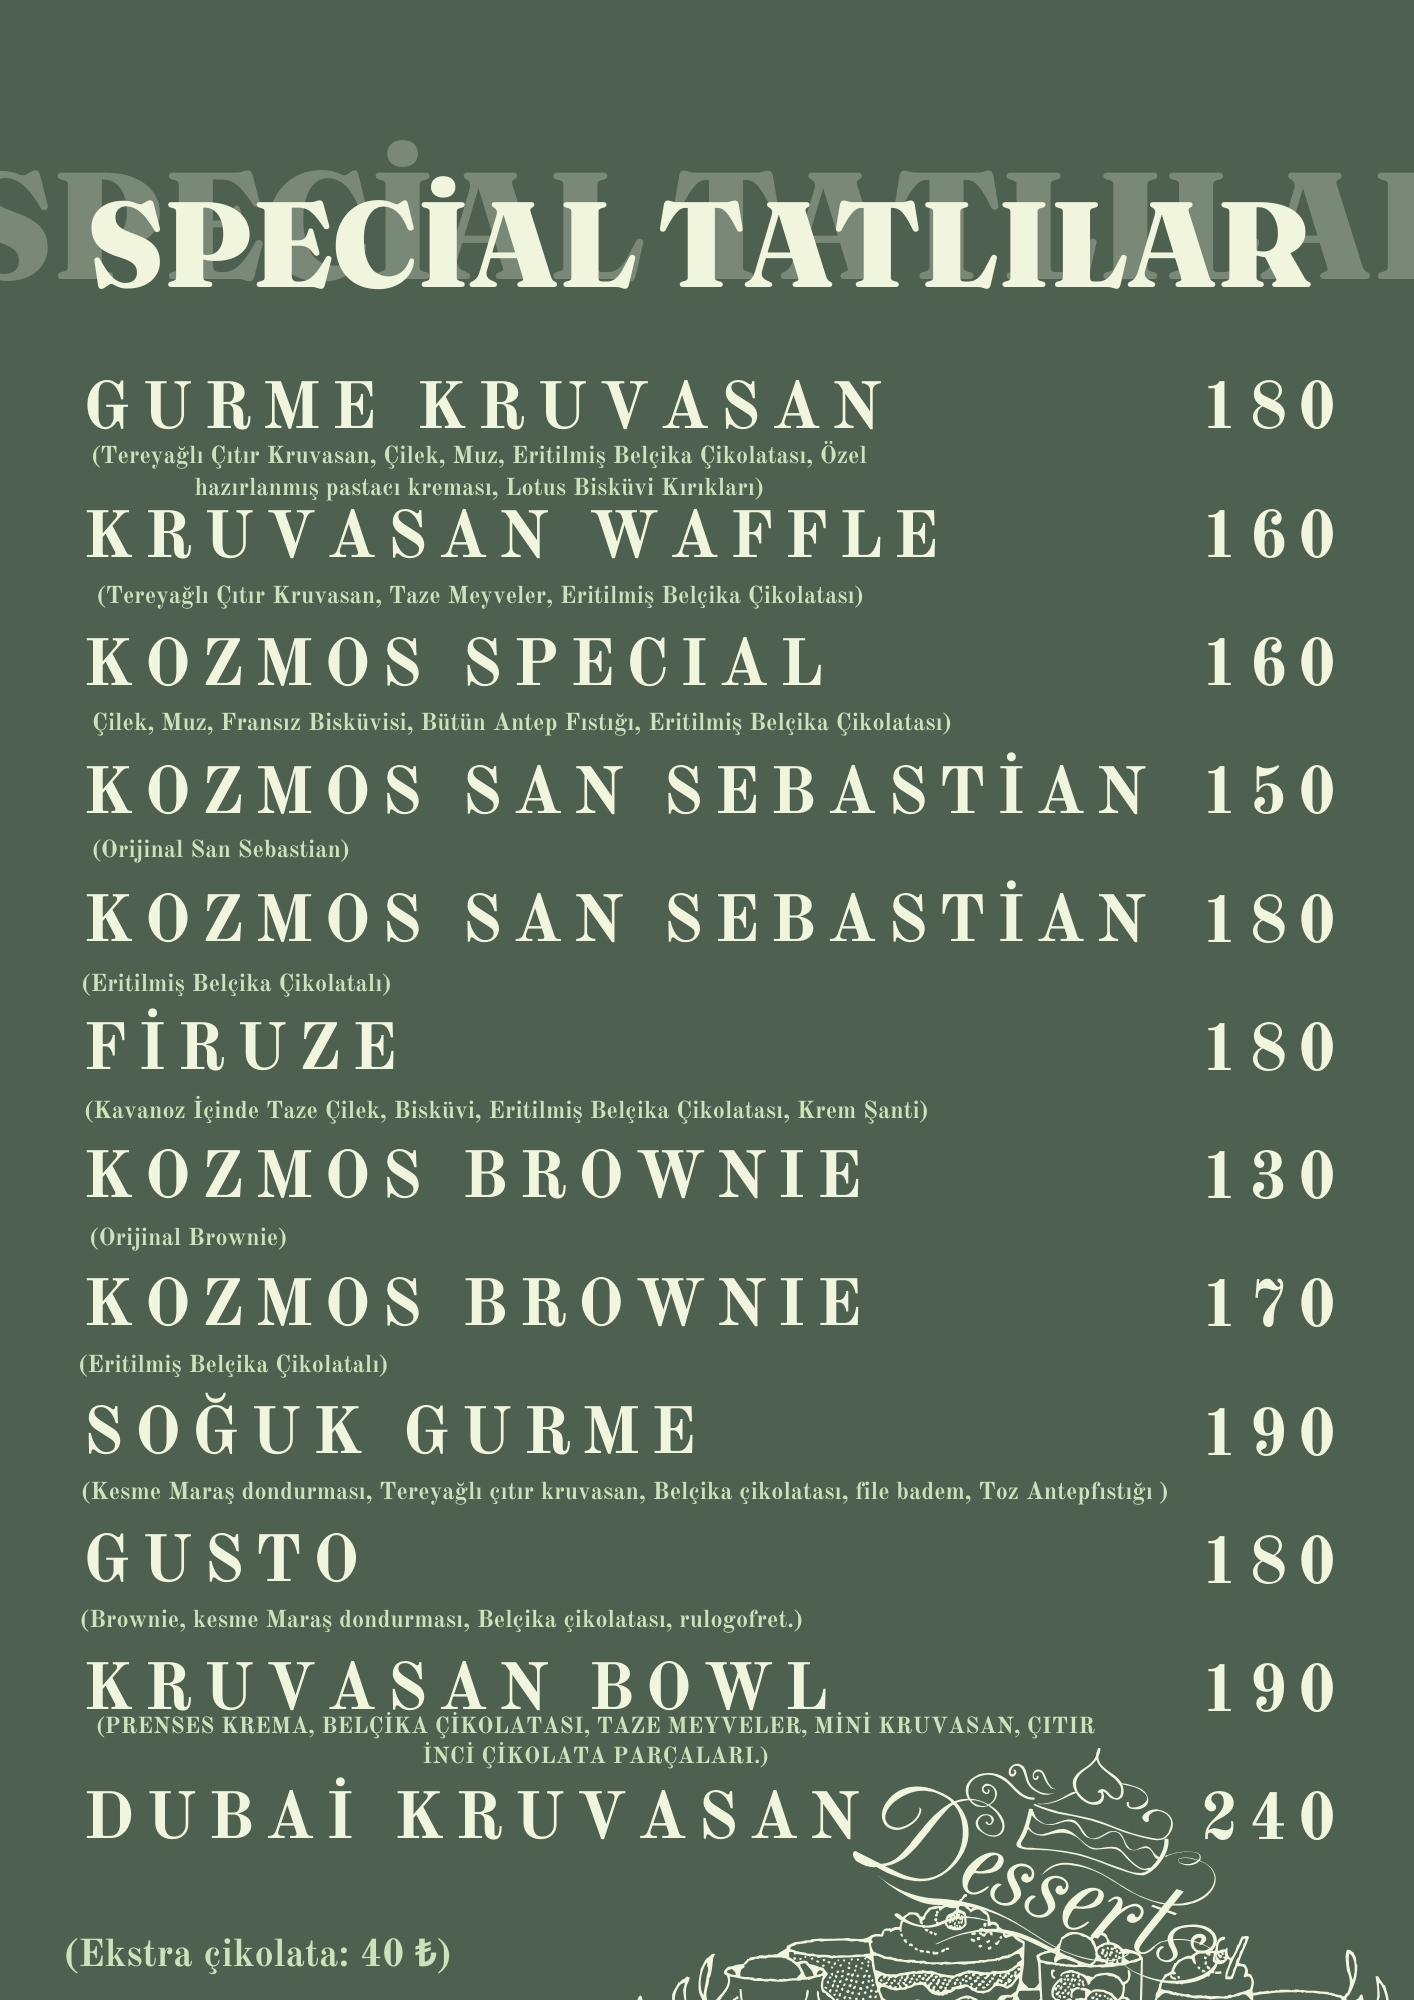 SPECİAL TATLILAR
SPECİAL TATLILAR
GURME KRUVASAN 180
(Tereyağlı Çıtır Kruvasan, Çilek, Muz, Eritilmiş Belçika Çikolatası, Özel
hazırlanmış pastacı kreması, Lotus Bisküvi Kırıkları)
KRUVASAN WAFFLE 160
(Tereyağlı Çıtır Kruvasan, Taze Meyveler, Eritilmiş Belçika Çikolatası)
KOZMOS SPECIAL 160
Çilek, Muz, Fransız Bisküvisi, Bütün Antep Fıstığı, Eritilmiş Belçika Çikolatası)
KOZMOS SAN SEBASTİAN 150
(Orijinal San Sebastian)
KOZMOS SAN SEBASTİAN 180
(Eritilmiş Belçika Çikolatalı)
FİRUZE 180
(Kavanoz İçinde Taze Çilek, Bisküvi, Eritilmiş Belçika Çikolatası, Krem Şanti)
KOZMOS BROWNIE 130
(Orijinal Brownie)
KOZMOS BROWNIE 170
(Eritilmiş Belçika Çikolatalı)
SOĞUK GURME 190
(Kesme Maraş dondurması, Tereyağlı çıtır kruvasan, Belçika çikolatası, file badem, Toz Antepfıstığı )
GUSTO 180
(Brownie, kesme Maraş dondurması, Belçika çikolatası, rulogofret.)
KRUVASAN BOWL 190
(PRENSES KREMA, BELÇİKA ÇİKOLATASI, TAZE MEYVELER, MİNİ KRUVASAN, ÇITIR
İNCİ ÇİKOLATA PARÇALARI.)
DUBAİ KRUVASAN 240
Desserts
(Ekstra çikolata: 40 ₺)